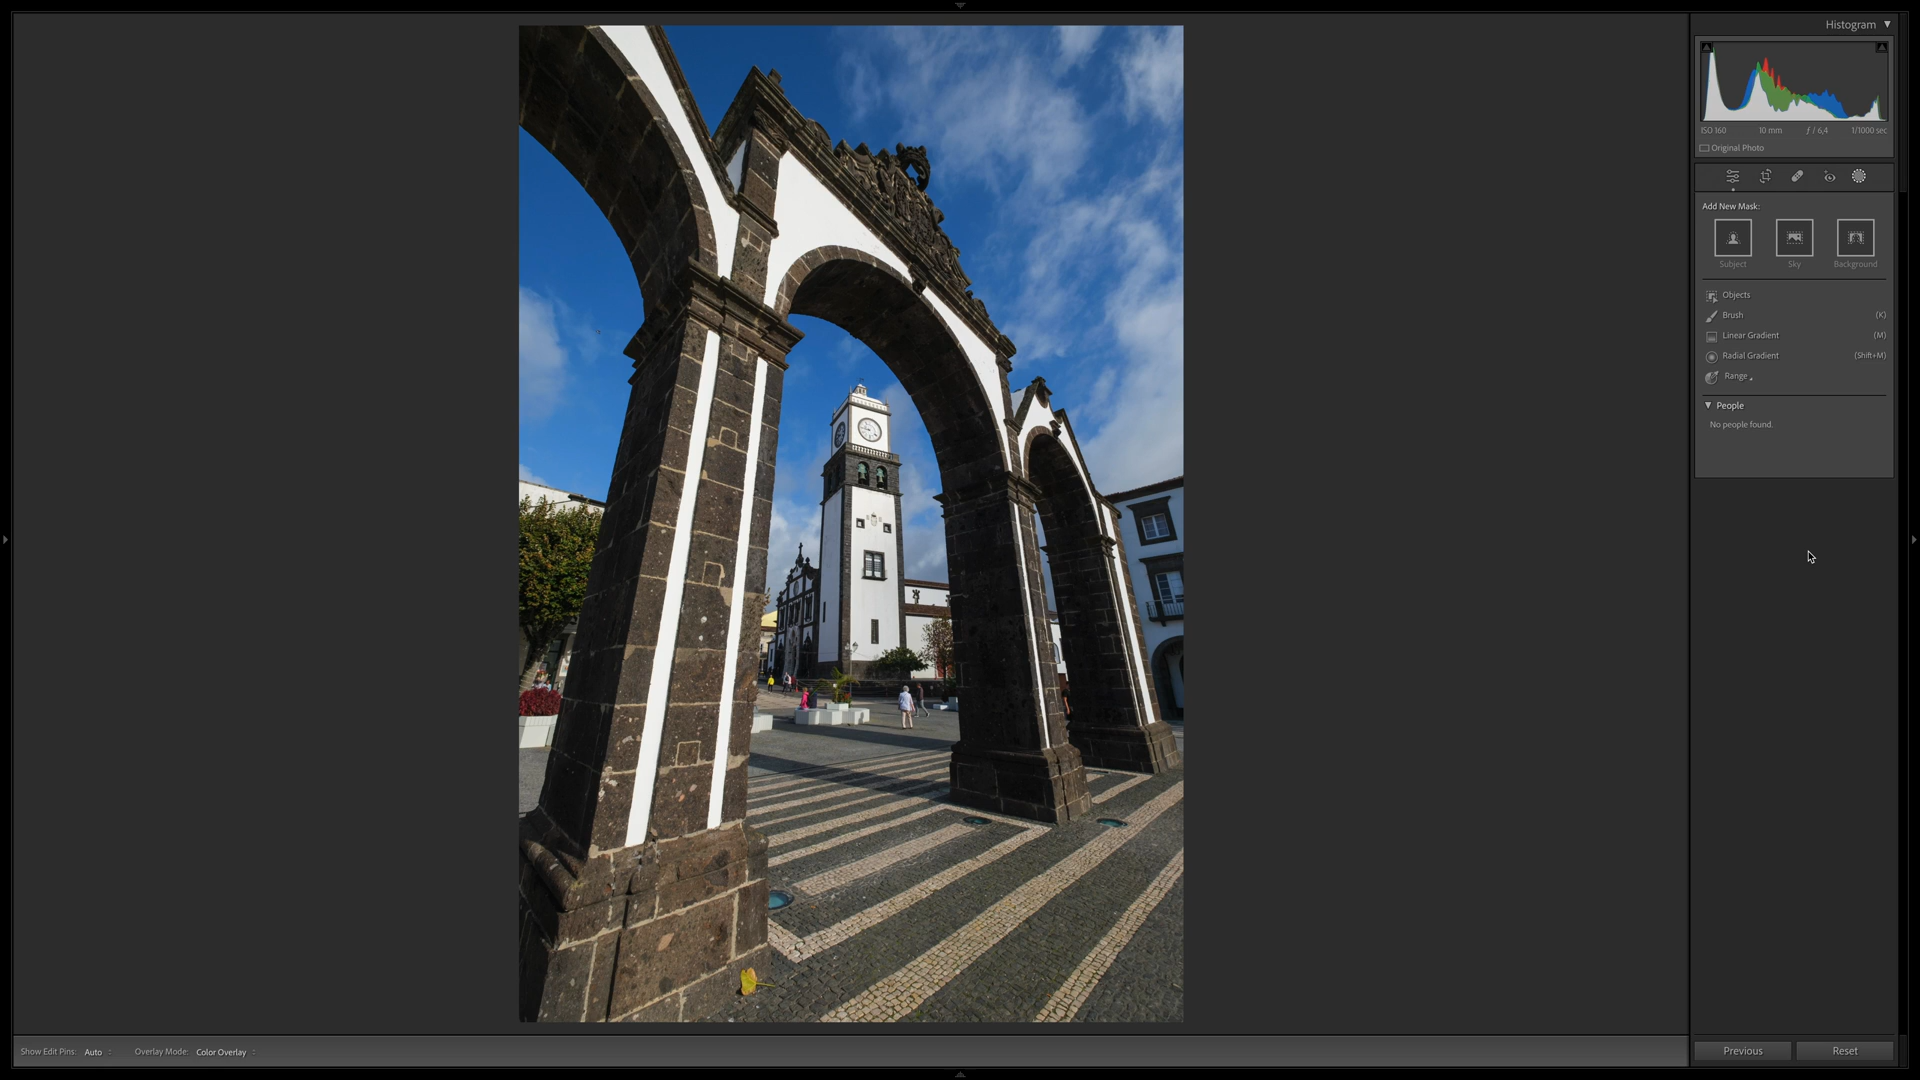 Histogram
ISO 160 10 mm ƒ / 6,4 1/1000 sec
Original Photo
Add New Mask:
Subject Sky Background
Objects
Brush (K)
Linear Gradient (M)
Radial Gradient (Shift+M)
Range
People
No people found.
Show Edit Pins: Auto Overlay Mode: Color Overlay
Previous Reset